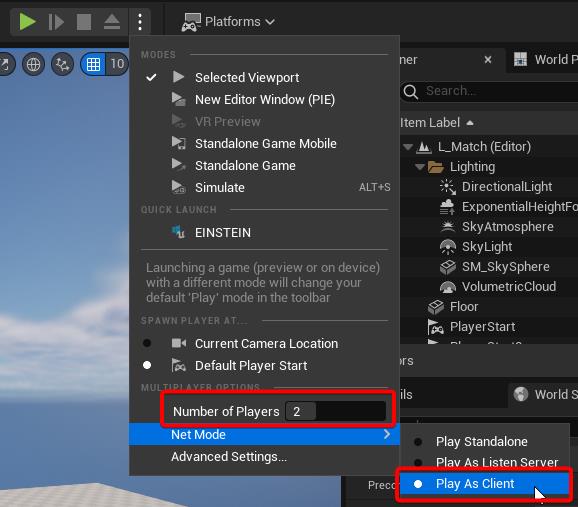 Platforms
10
ner
World P
MODES
Selected Viewport
New Editor Window (PIE)
VR Preview
Standalone Game Mobile
Standalone Game
Simulate ALT+S
QUICK LAUNCH
EINSTEIN
Launching a game (preview or on device)
with a different mode will change your
default 'Play' mode in the toolbar
SPAWN PLAYER AT...
Current Camera Location
Default Player Start
MULTIPLAYER OPTIONS
Number of Players 2
Net Mode
Advanced Settings...
Search...
Item Label
L_Match (Editor)
Lighting
DirectionalLight
ExponentialHeightFo
SkyAtmosphere
SkyLight
SM_SkySphere
VolumetricCloud
Floor
PlayerStart
ors
ils
World S
Play Standalone
Play As Listen Server
Play As Client
Preco